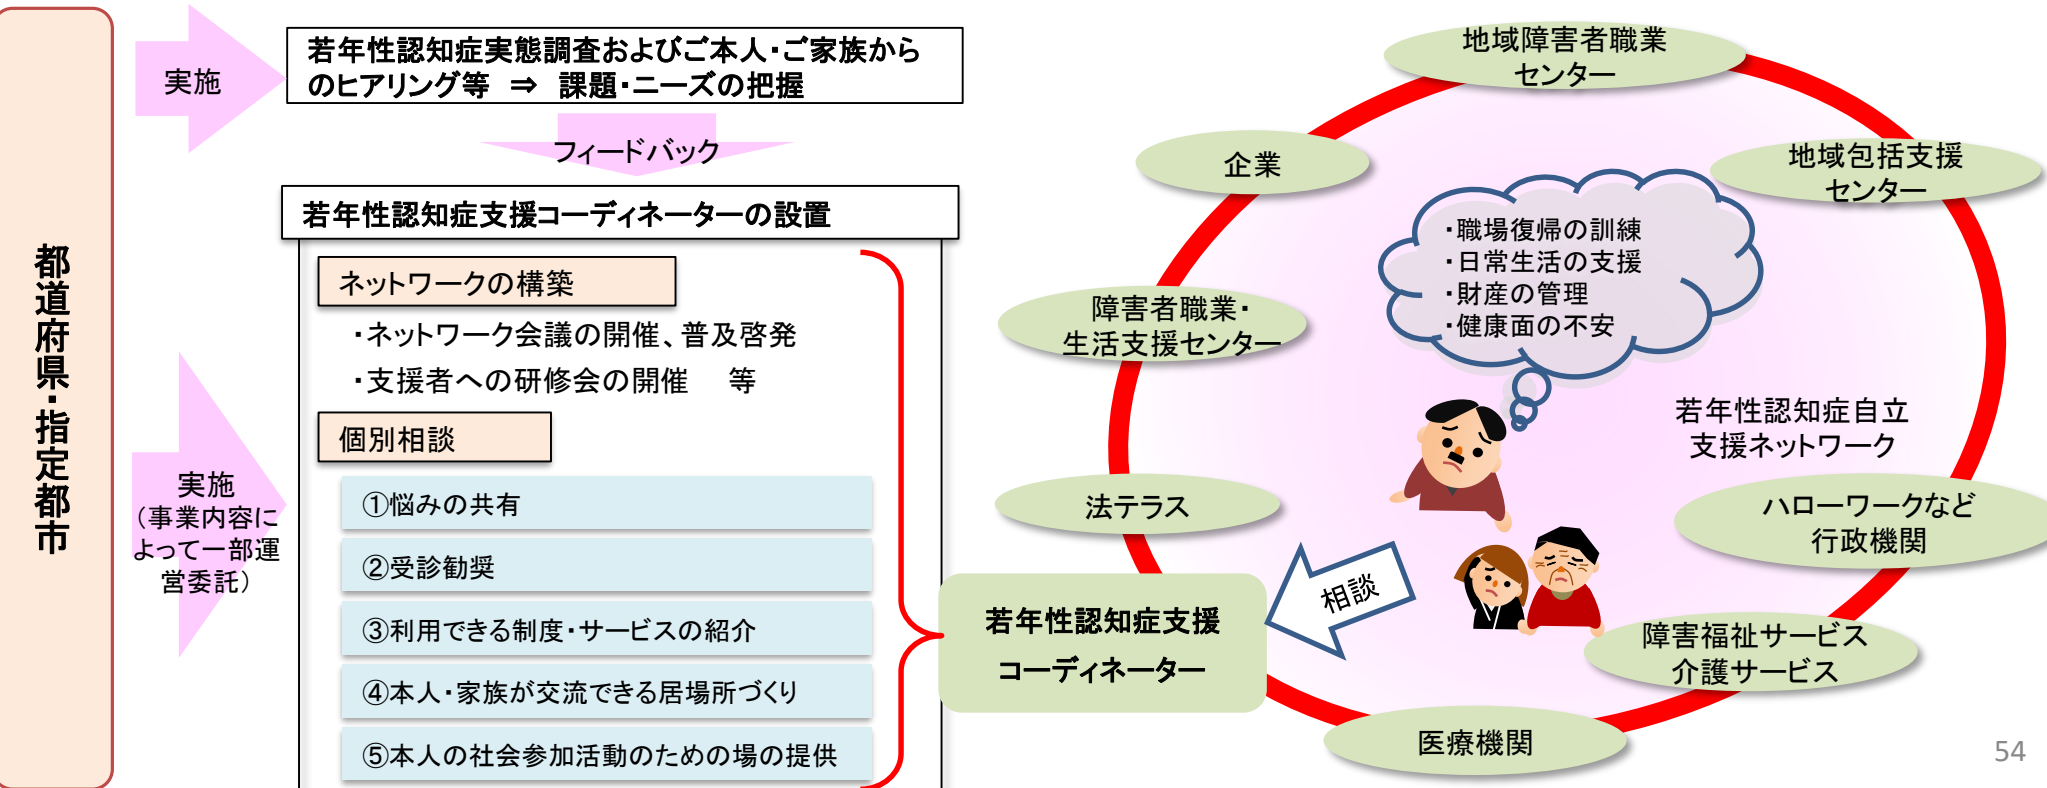 都道府県・指定都市
実施
若年性認知症実態調査およびご本人・ご家族から
のヒアリング等 ⇒ 課題・ニーズの把握
フィードバック
若年性認知症支援コーディネーターの設置
ネットワークの構築
・ネットワーク会議の開催、普及啓発
・支援者への研修会の開催 等
個別相談
①悩みの共有
②受診勧奨
③利用できる制度・サービスの紹介
④本人・家族が交流できる居場所づくり
⑤本人の社会参加活動のための場の提供
実施
（事業内容に
よって一部運
営委託）
若年性認知症支援
コーディネーター
相談
地域障害者職業
センター
企業
地域包括支援
センター
・職場復帰の訓練
・日常生活の支援
・財産の管理
・健康面の不安
障害者職業・
生活支援センター
若年性認知症自立
支援ネットワーク
法テラス
ハローワークなど
行政機関
障害福祉サービス
介護サービス
医療機関
54